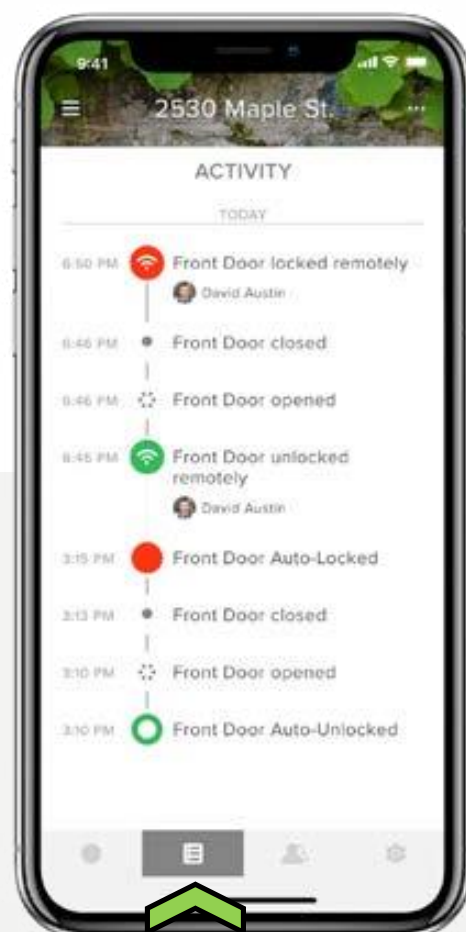 9:41
2530 Maple St.
ACTIVITY
TODAY
6:50 PM Front Door locked remotely
David Austin
6:46 PM Front Door closed
6:46 PM Front Door opened
6:45 PM Front Door unlocked
remotely
David Austin
3:15 PM Front Door Auto-Locked
3:13 PM Front Door closed
3:10 PM Front Door opened
3:10 PM Front Door Auto-Unlocked